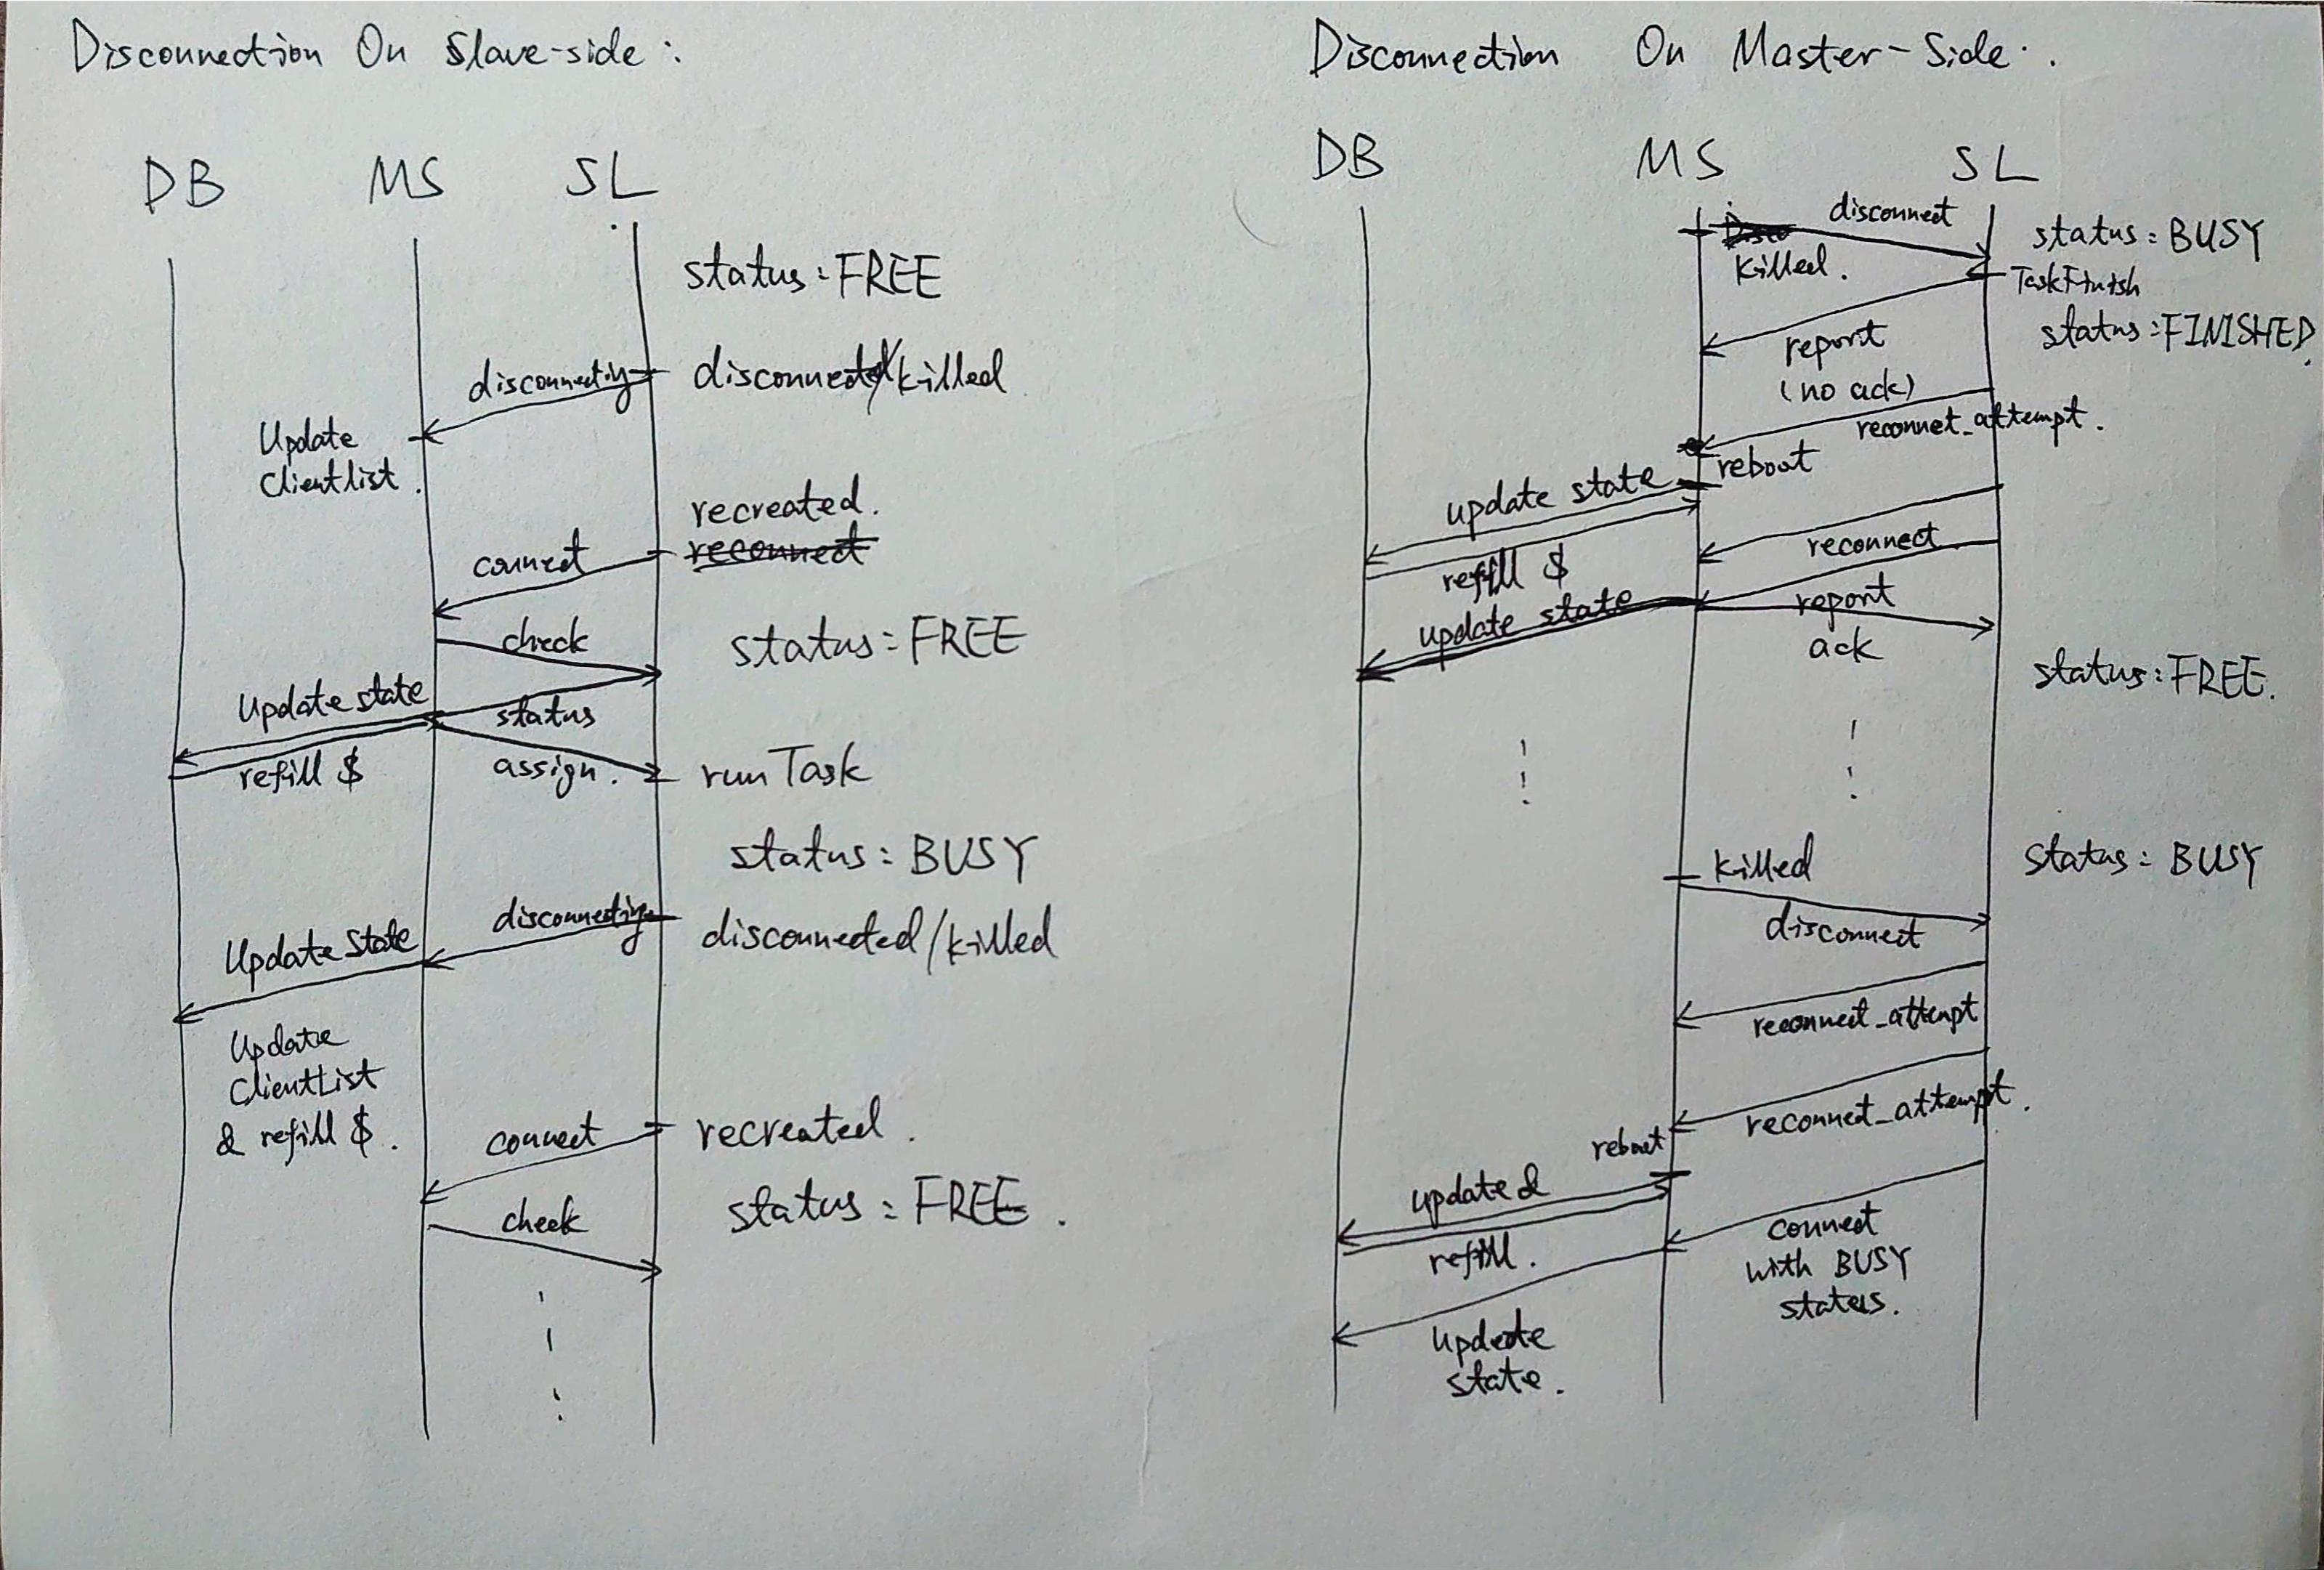 Disconnection On Slave-side :
DB MS SL
status : FREE
disconnecting
disconnected/killed
Update
Clientlist .
recreated.
reconnect
connect
check
status : FREE
Update state
status
refill $
assign .
run Task
status : BUSY
disconnecting
disconnected/killed
Update State
Update
ClientList
& refill $ .
connect
recreated .
check
status : FREE .
Disconnection On Master-Side .
DB MS SL
disconnect
status : BUSY
Disco
Killed .
TaskFinish
status : FINISHED
report
(no ack)
reconnet_attempt .
reboot
update state
reconnect
refill $
update state
report
ack
status : FREE .
killed
status : BUSY
disconnect
reconnect_attempt
reconnet_attempt .
reboot
update &
refill .
connect
with BUSY
status .
update
state .